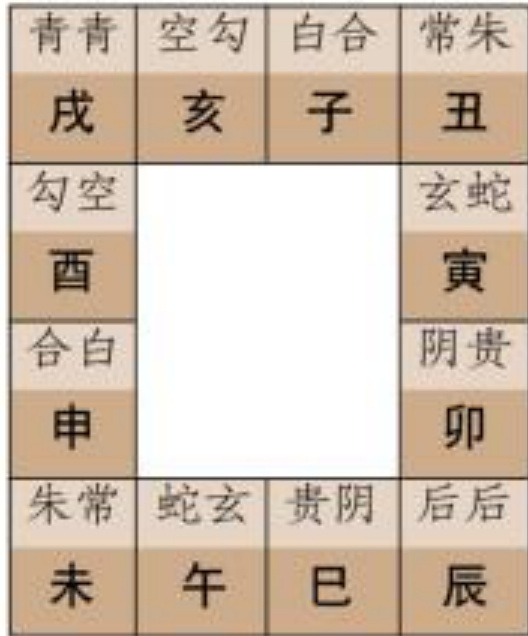 青青 空勾 白合 常朱
戌 亥 子 丑
勾空 玄蛇
酉 寅
合白 阴贵
申 卯
朱常 蛇玄 贵阴 后后
未 午 巳 辰